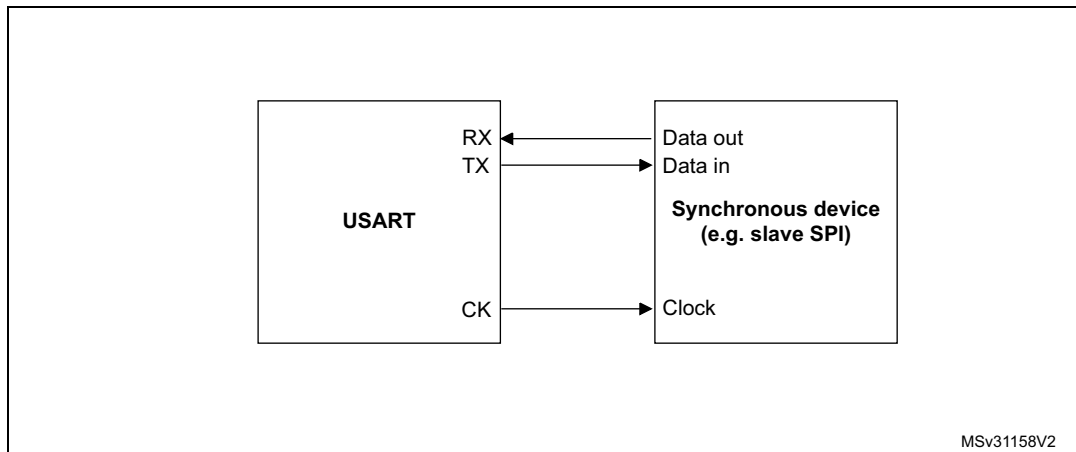 RX
Data out
TX
Data in
USART
Synchronous device
(e.g. slave SPI)
CK
Clock
MSv31158V2